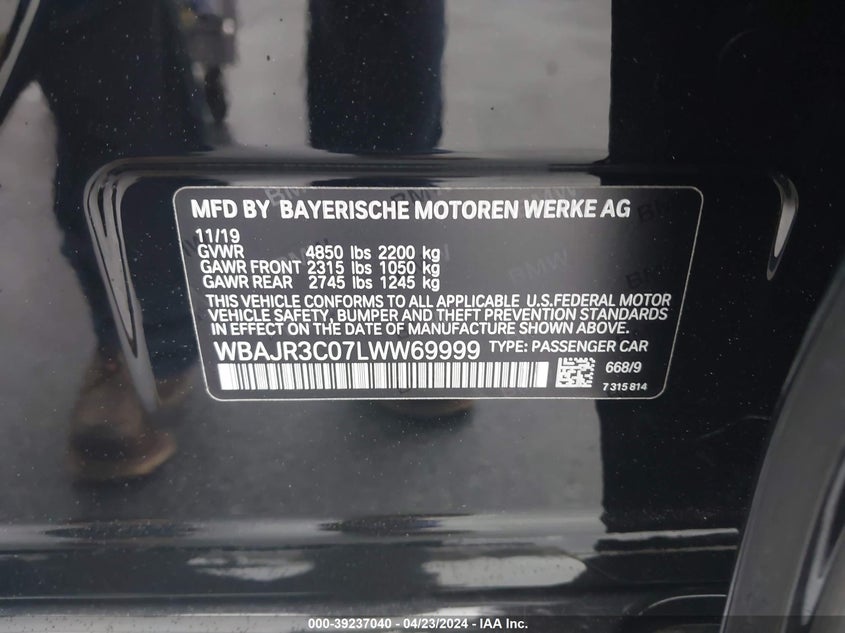 MFD BY BAYERISCHE MOTOREN WERKE AG
11/19
GVWR 4850 lbs 2200 kg
GAWR FRONT 2315 lbs 1050 kg
GAWR REAR 2745 lbs 1245 kg
THIS VEHICLE CONFORMS TO ALL APPLICABLE U.S.FEDERAL MOTOR
VEHICLE SAFETY, BUMPER AND THEFT PREVENTION STANDARDS
IN EFFECT ON THE DATE OF MANUFACTURE SHOWN ABOVE.
WBAJR3C07LWW69999 TYPE: PASSENGER CAR
668/9
7 315 814
BMW
000-39237040 — 04/23/2024 - IAA Inc.